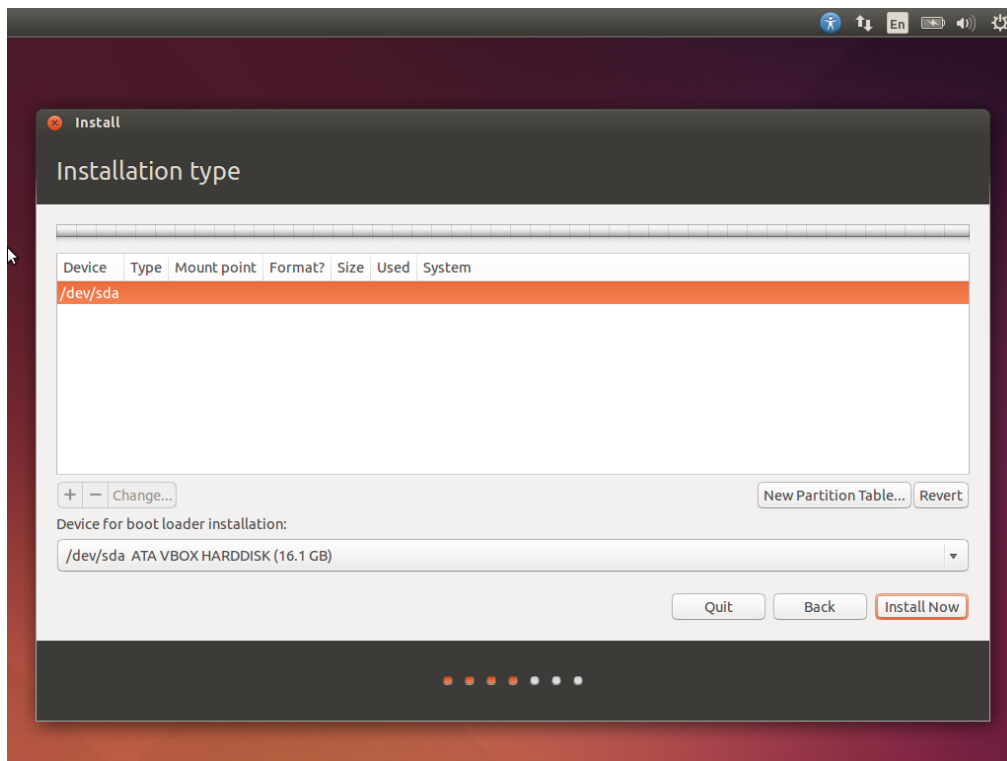 En
Install
Installation type
Device Type Mount point Format? Size Used System
/dev/sda
+ − Change... New Partition Table... Revert
Device for boot loader installation:
/dev/sda ATA VBOX HARDDISK (16.1 GB)
Quit Back Install Now